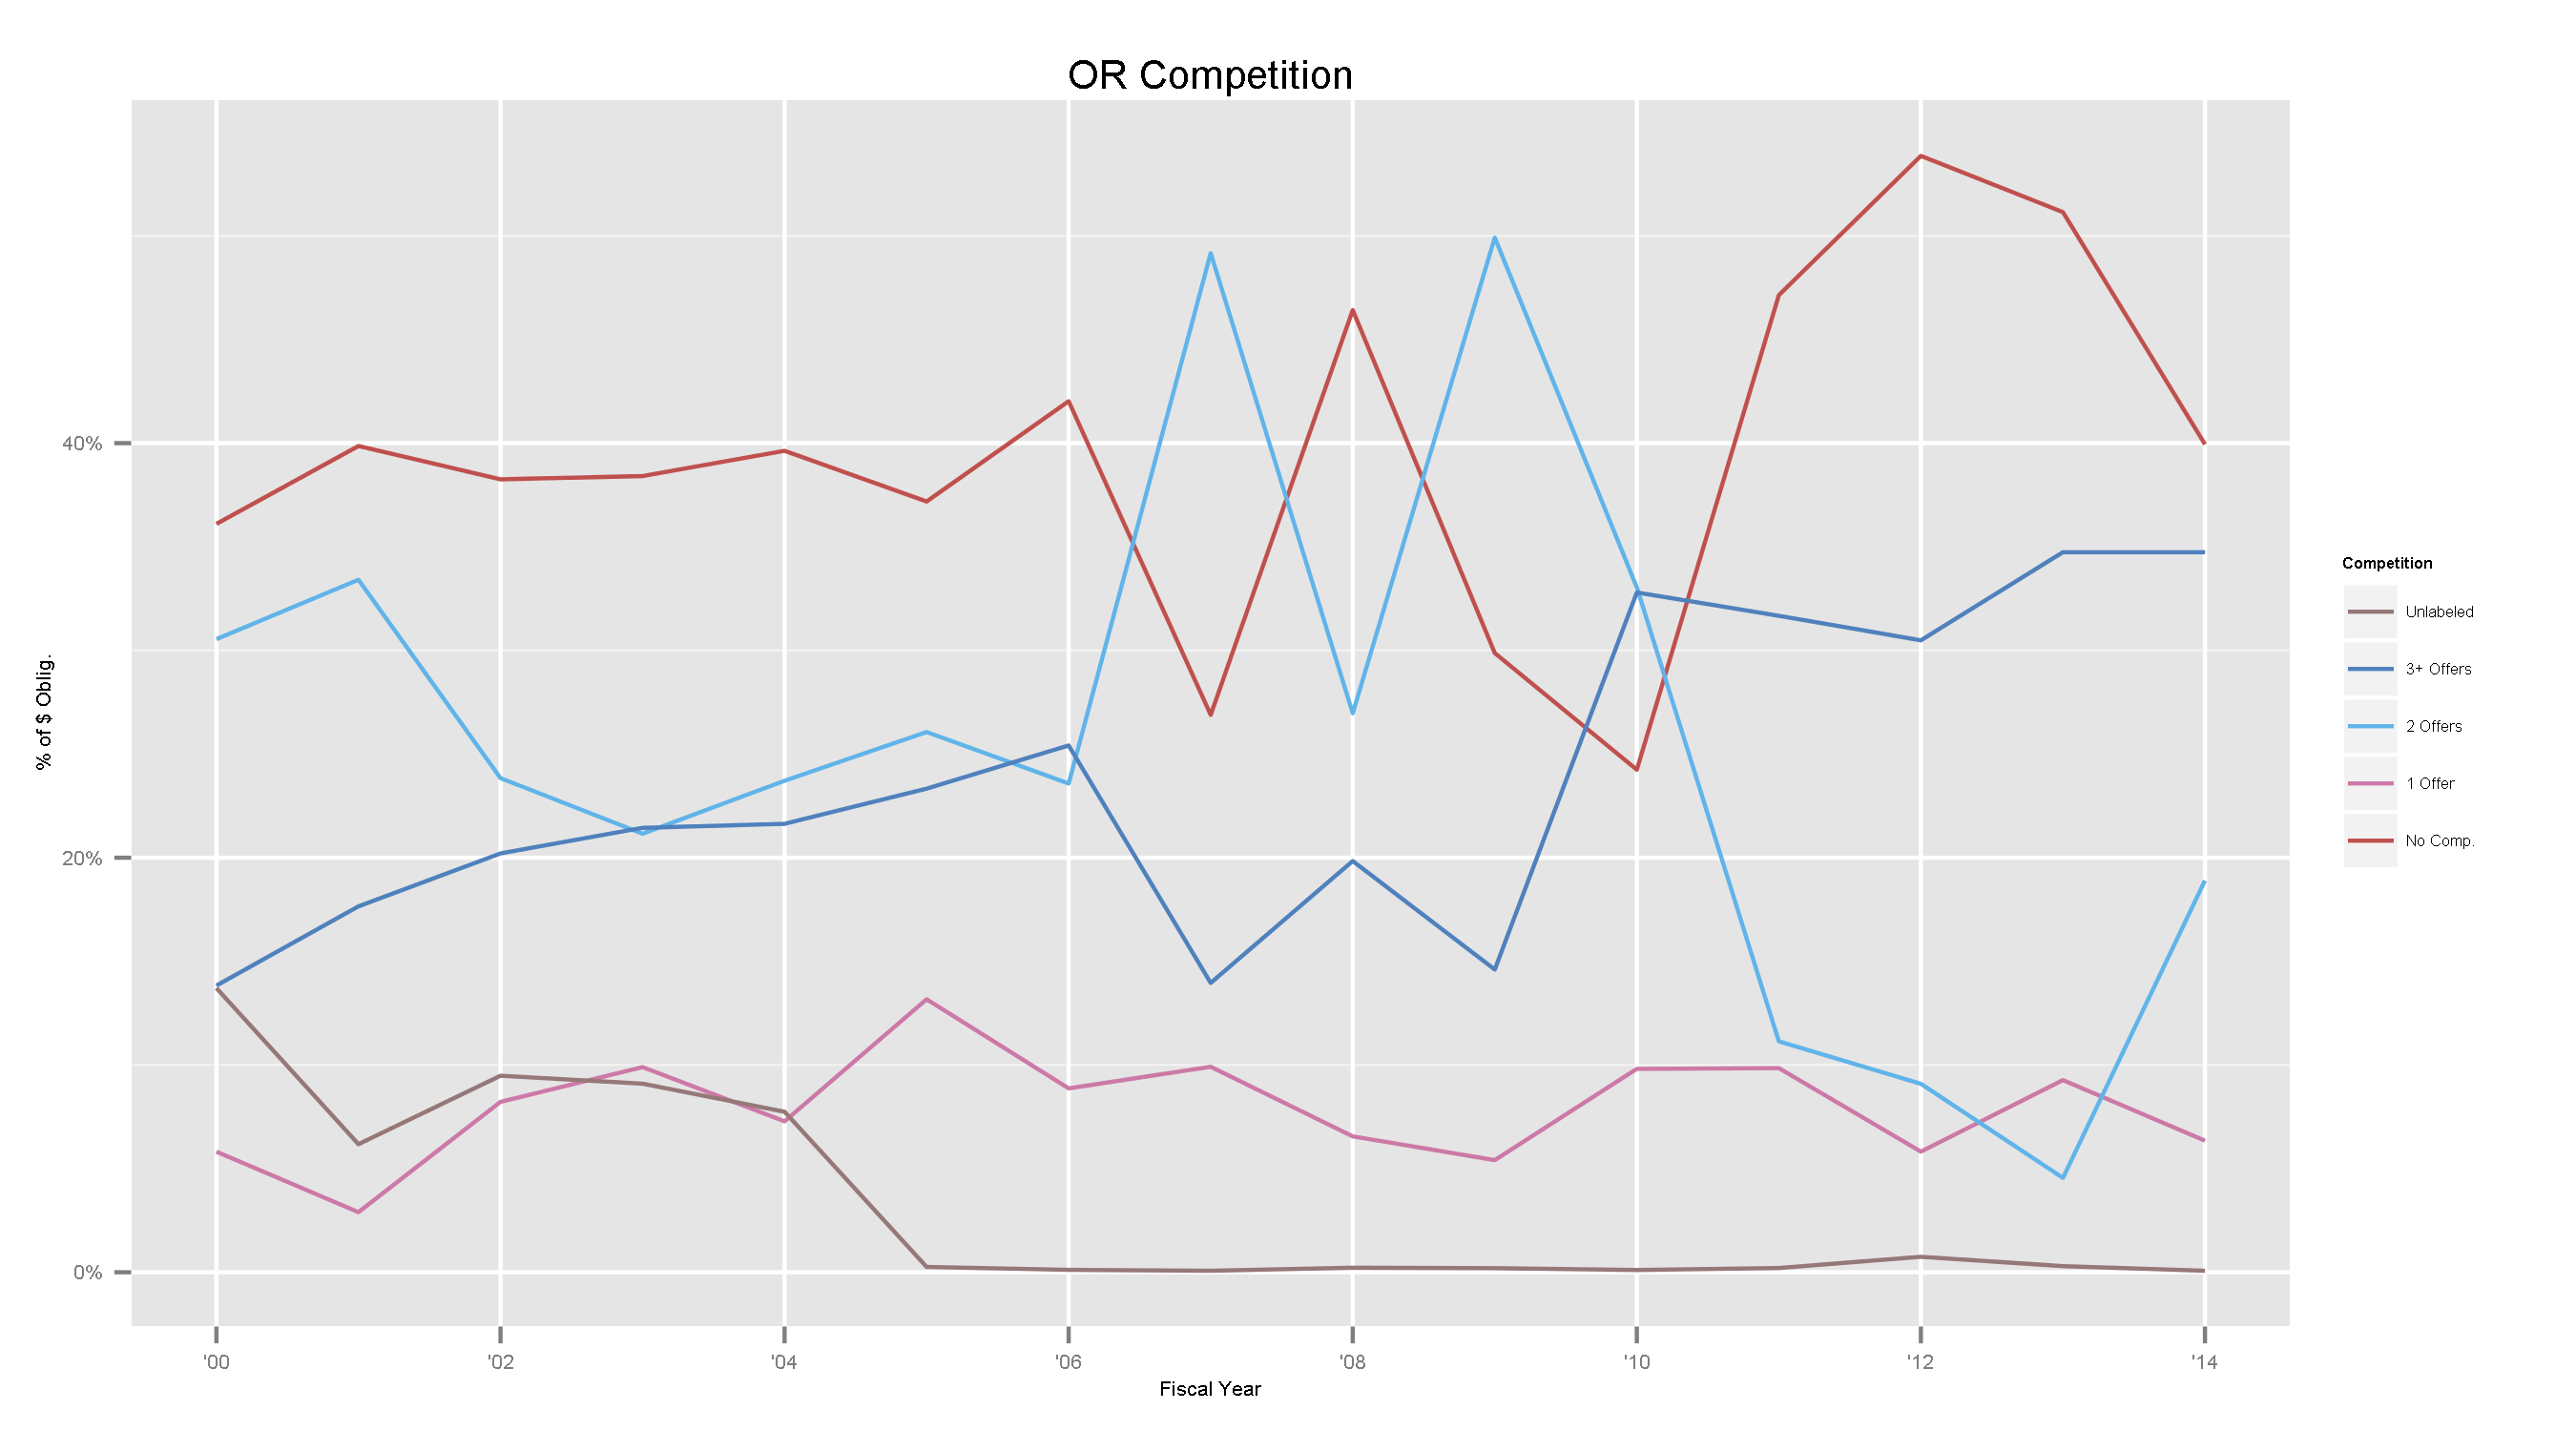 OR Competition
40%
20%
0%
% of $ Oblig.
'00 '02 '04 '06 '08 '10 '12 '14
Fiscal Year
Competition
Unlabeled
3+ Offers
2 Offers
1 Offer
No Comp.